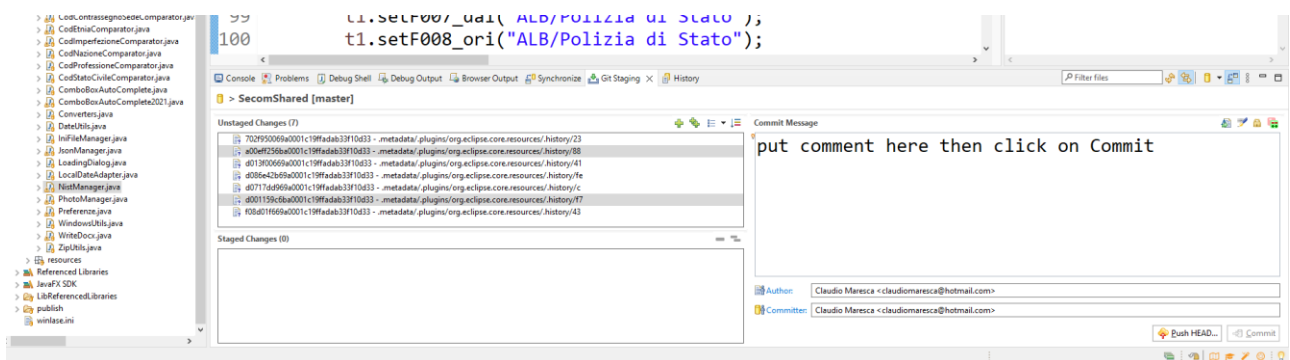 CodContrassegnoSedeComparator.jav
CodEtniaComparator.java
CodImperfezioneComparator.java
CodNazioneComparator.java
CodProfessioneComparator.java
CodStatoCivileComparator.java
ComboBoxAutoComplete.java
ComboBoxAutoComplete2021.java
Converters.java
DateUtils.java
IniFileManager.java
JsonManager.java
LoadingDialog.java
LocalDateAdapter.java
NistManager.java
PhotoManager.java
Preferenze.java
WindowsUtils.java
WriteDocx.java
ZipUtils.java
resources
Referenced Libraries
JavaFX SDK
LibReferencedLibraries
publish
winlase.ini
99 t1.setF007_dai("ALB/Polizia di Stato");
100 t1.setF008_ori("ALB/Polizia di Stato");
Console Problems Debug Shell Debug Output Browser Output Synchronize Git Staging History
Filter files
> SecomShared [master]
Unstaged Changes (7)
702f950069a0001c19ffadab33f10d33 - .metadata/.plugins/org.eclipse.core.resources/.history/23
a00eff256ba0001c19ffadab33f10d33 - .metadata/.plugins/org.eclipse.core.resources/.history/88
d013f00669a0001c19ffadab33f10d33 - .metadata/.plugins/org.eclipse.core.resources/.history/41
d086e42b69a0001c19ffadab33f10d33 - .metadata/.plugins/org.eclipse.core.resources/.history/fe
d0717dd969a0001c19ffadab33f10d33 - .metadata/.plugins/org.eclipse.core.resources/.history/c
d001159c6ba0001c19ffadab33f10d33 - .metadata/.plugins/org.eclipse.core.resources/.history/f7
f08d01f669a0001c19ffadab33f10d33 - .metadata/.plugins/org.eclipse.core.resources/.history/43
Staged Changes (0)
Commit Message
put comment here then click on Commit
Author: Claudio Maresca <claudiomaresca@hotmail.com>
Committer: Claudio Maresca <claudiomaresca@hotmail.com>
Push HEAD... Commit